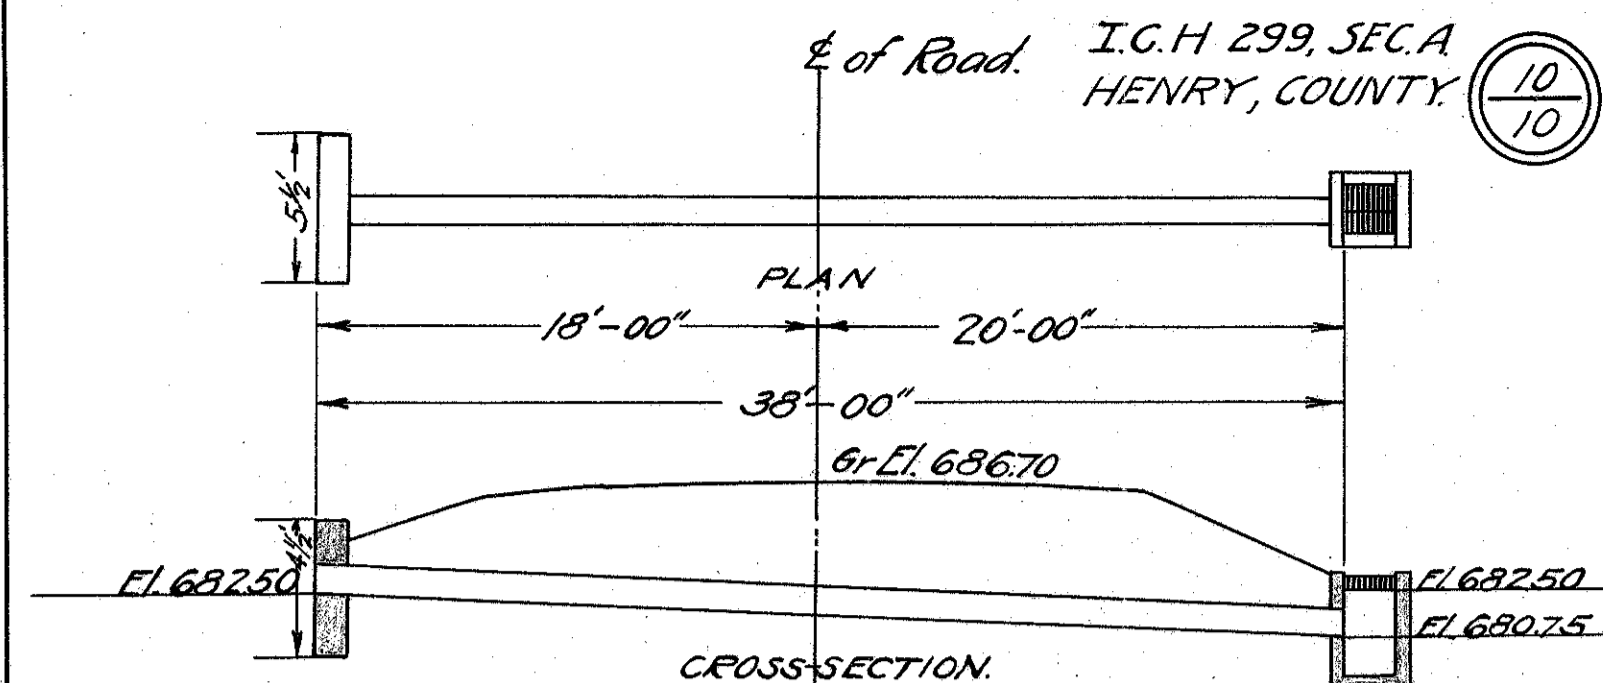 ℄ of Road.
I.C.H 299, SEC. A
HENRY, COUNTY.
10
10
5½'
PLAN
18'-00"
20'-00"
38'-00"
Gr El. 686.70
4½'
El. 682.50
El 682.50
El 680.75
CROSS-SECTION.